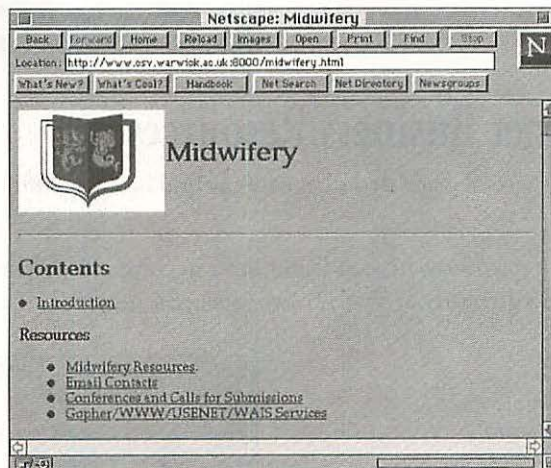 Netscape: Midwifery
Back Forward Home Reload Images Open Print Find Stop
N
Location: http://www.csv.warwick.ac.uk:8000/midwifery.html
What's New? What's Cool? Handbook Net Search Net Directory Newsgroups
Midwifery
Contents
• Introduction
Resources
• Midwifery Resources.
• Email Contacts
• Conferences and Calls for Submissions
• Gopher/WWW/USENET/WAIS Services